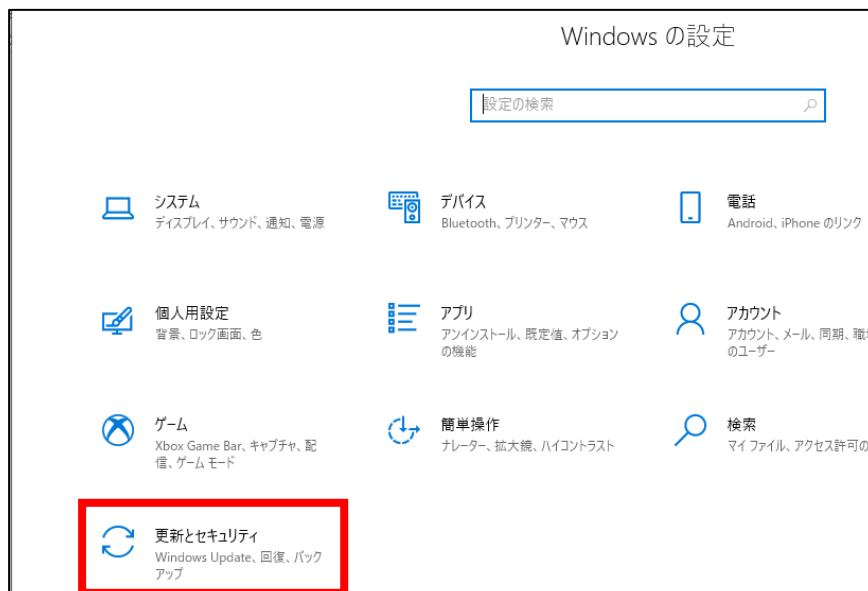 Windows の設定
設定の検索
システム
ディスプレイ、サウンド、通知、電源
デバイス
Bluetooth、プリンター、マウス
電話
Android、iPhone のリンク
個人用設定
背景、ロック画面、色
アプリ
アンインストール、既定値、オプション
の機能
アカウント
アカウント、メール、同期、職場
のユーザー
ゲーム
Xbox Game Bar、キャプチャ、配
信、ゲーム モード
簡単操作
ナレーター、拡大鏡、ハイコントラスト
検索
マイ ファイル、アクセス許可の
更新とセキュリティ
Windows Update、回復、バック
アップ